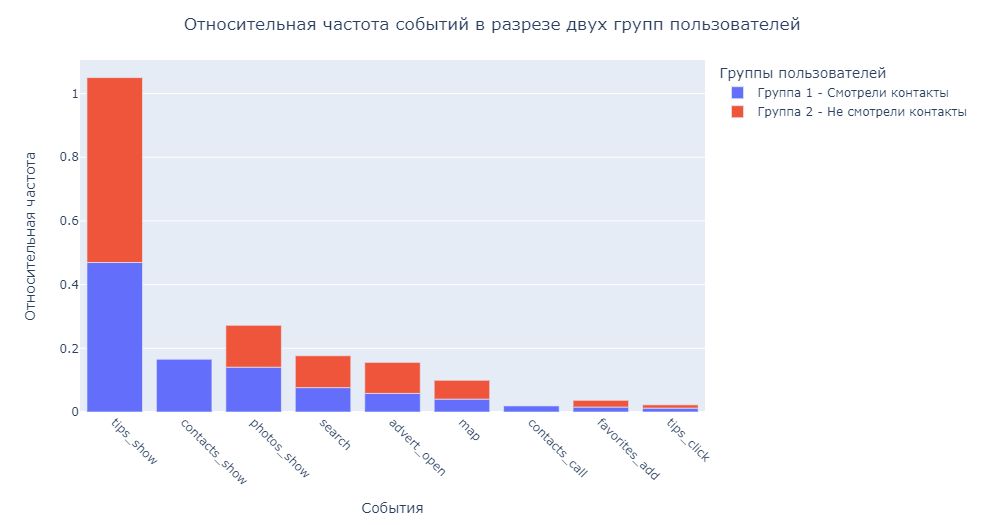 Относительная частота событий в разрезе двух групп пользователей
Группы пользователей
Группа 1 - Смотрели контакты
Группа 2 - Не смотрели контакты
Относительная частота
1
0.8
0.6
0.4
0.2
0
tips_show
contacts_show
photos_show
search
advert_open
map
contacts_call
favorites_add
tips_click
События